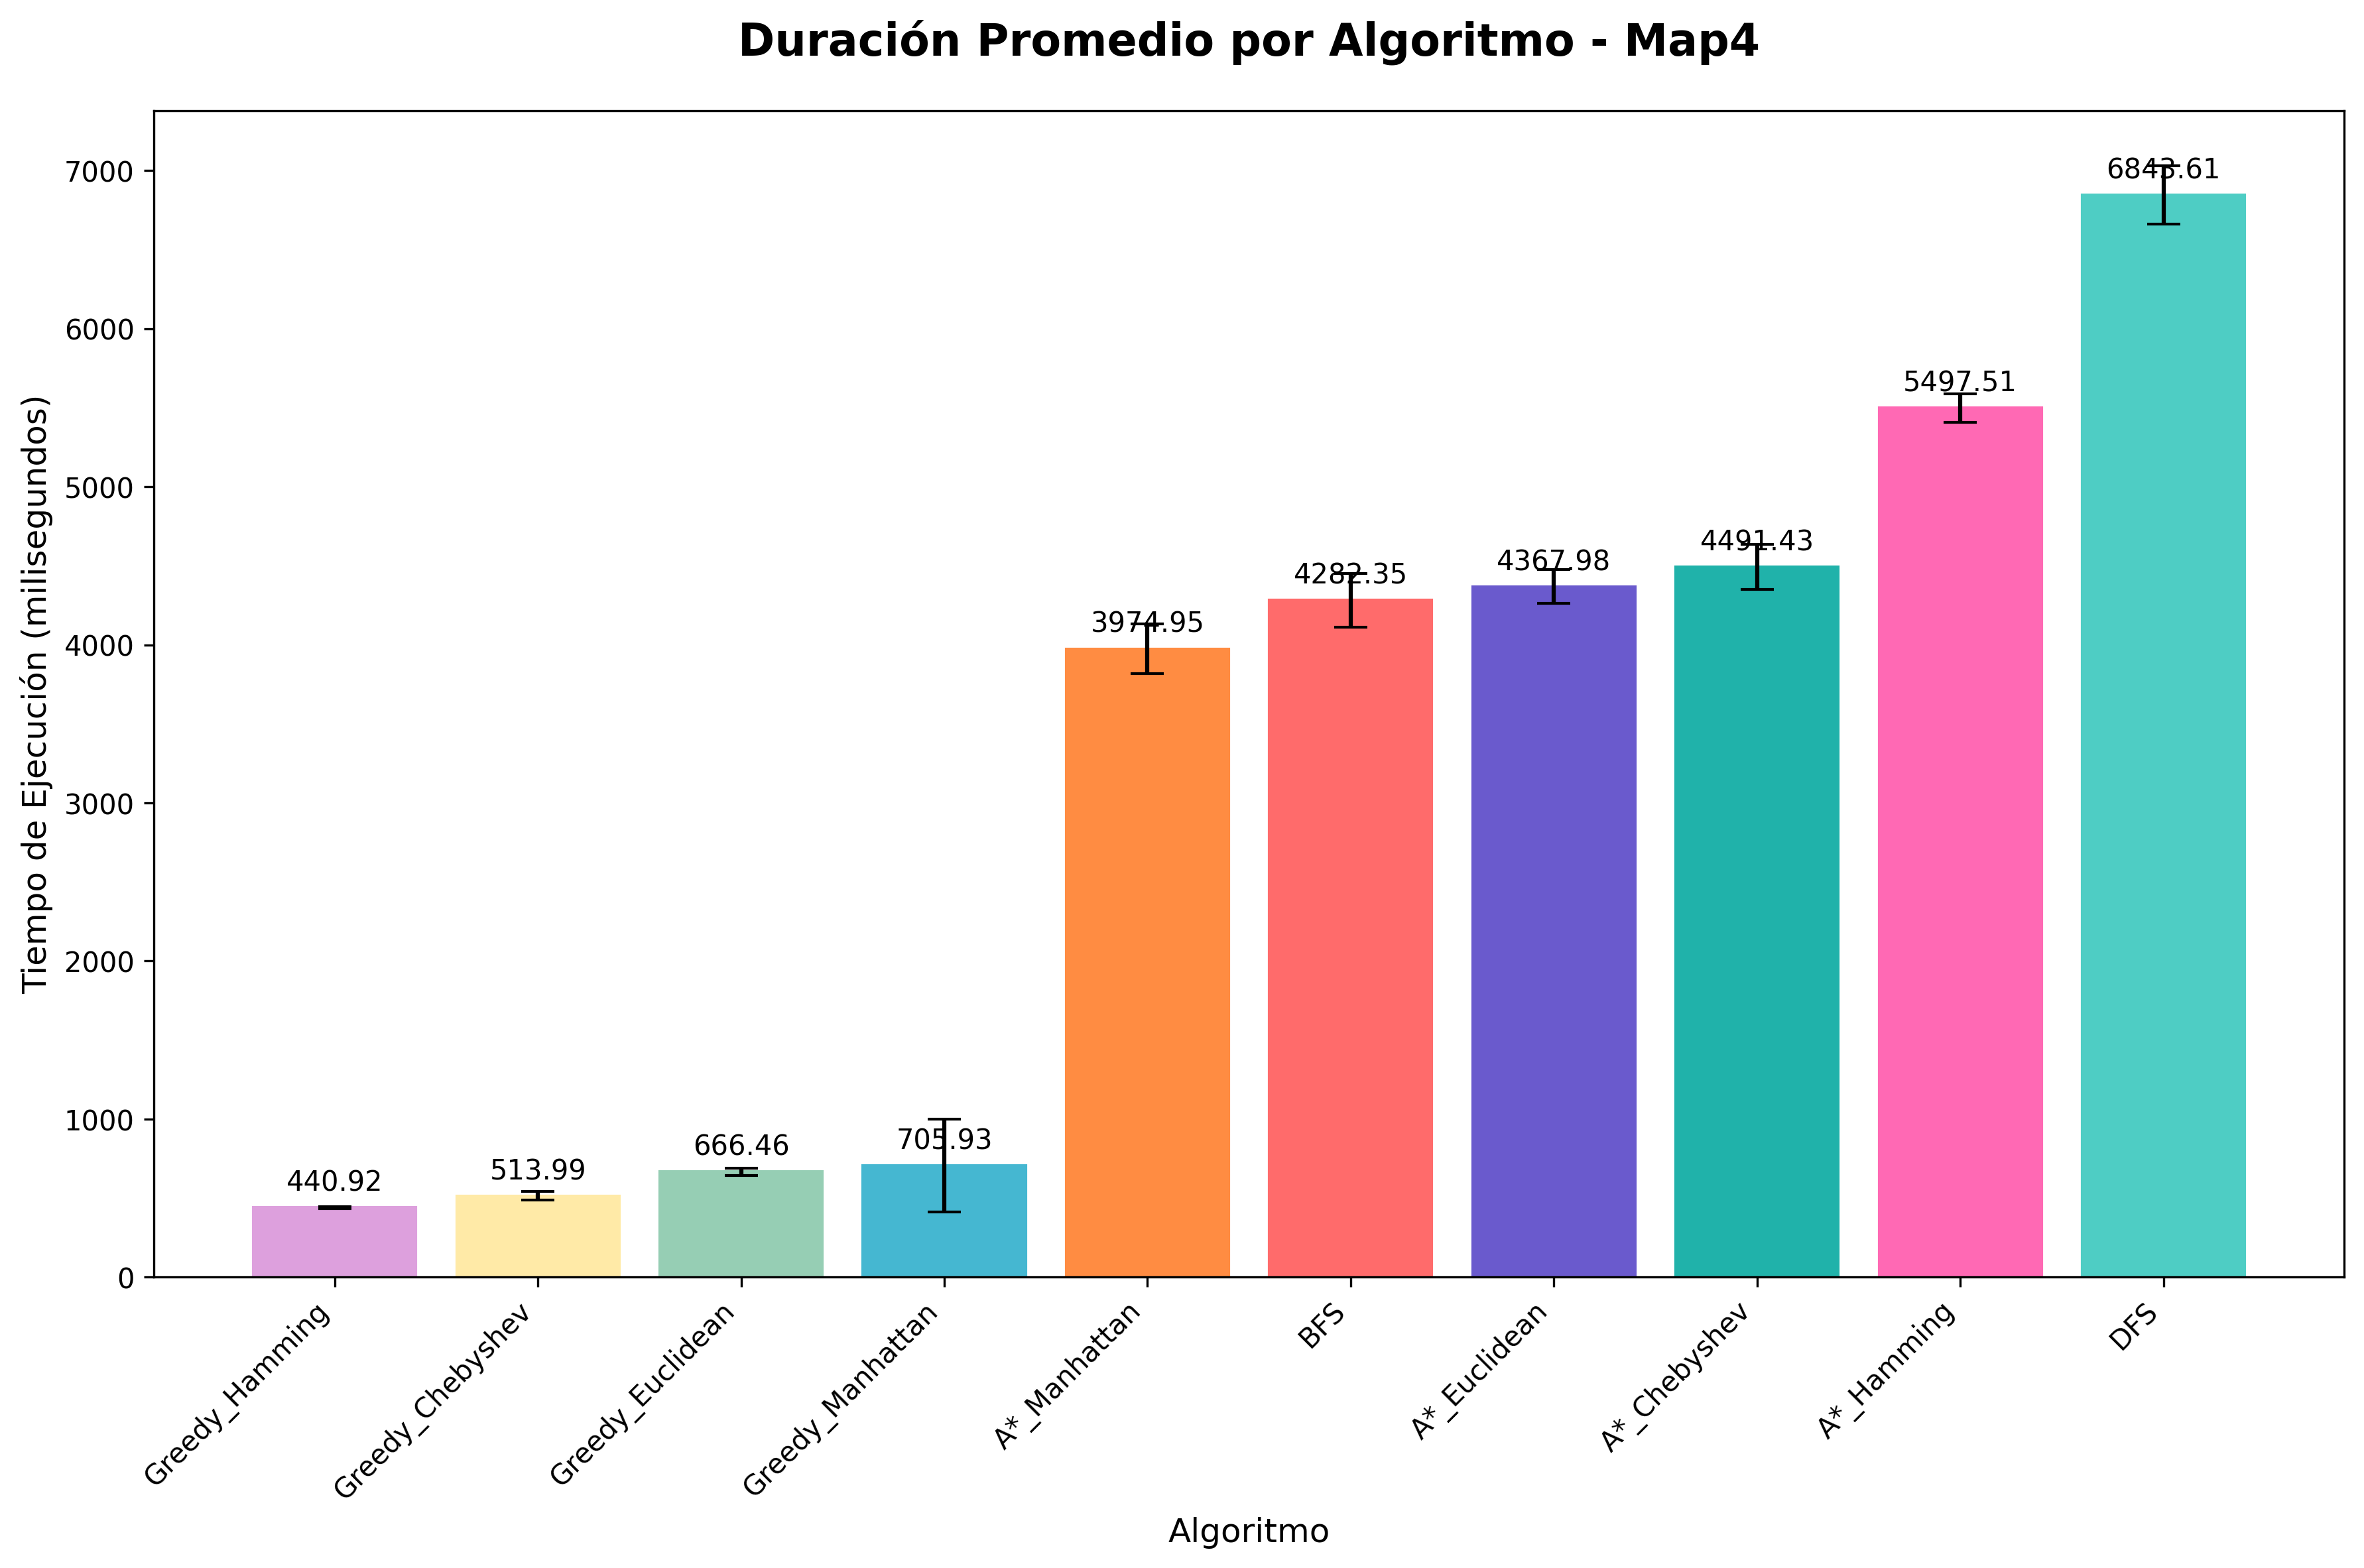 Duración Promedio por Algoritmo - Map4
Tiempo de Ejecución (milisegundos)
7000
6000
5000
4000
3000
2000
1000
0
440.92
513.99
666.46
705.93
3974.95
4282.35
4367.98
4491.43
5497.51
6843.61
Greedy_Hamming
Greedy_Chebyshev
Greedy_Euclidean
Greedy_Manhattan
A*_Manhattan
BFS
A*_Euclidean
A*_Chebyshev
A*_Hamming
DFS
Algoritmo